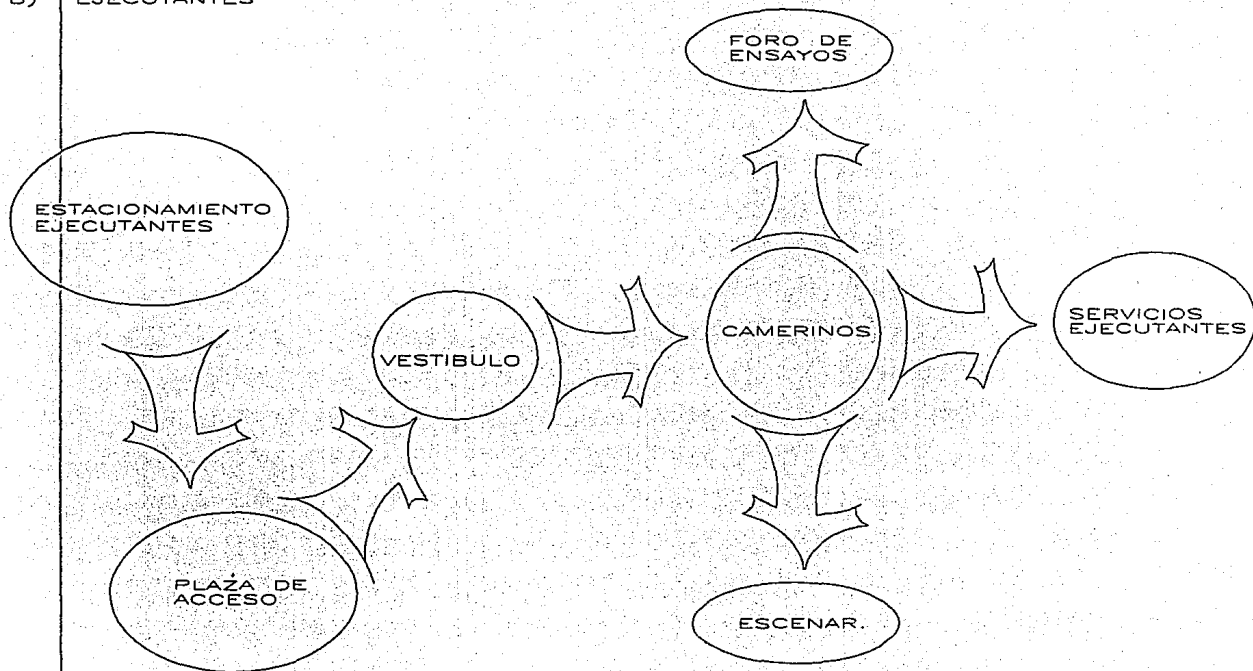 B) EJECUTANTES
FORO DE
ENSAYOS
ESTACIONAMIENTO
EJECUTANTES
VESTIBULO
CAMERINOS
SERVICIOS
EJECUTANTES
PLAZA DE
ACCESO
ESCENAR.